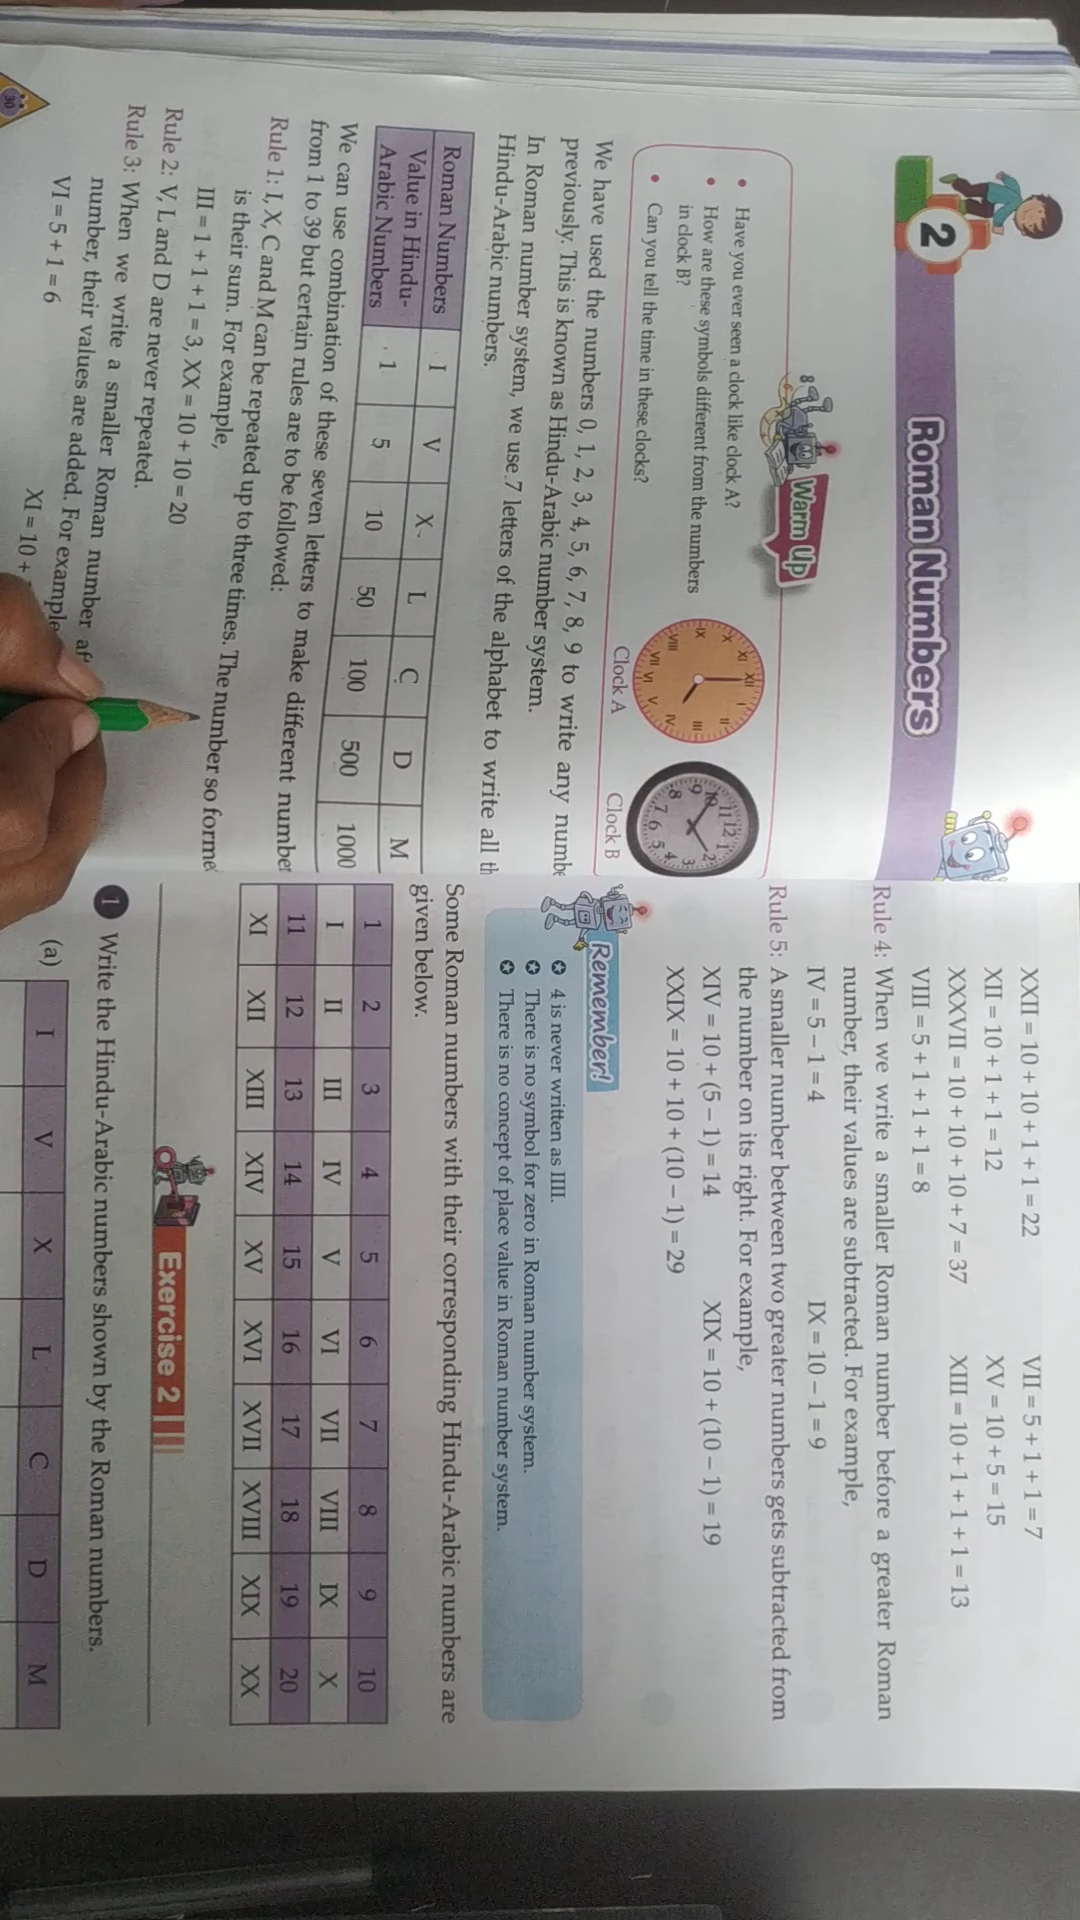 2
Roman Numbers
Warm Up
• Have you ever seen a clock like clock A?
• How are these symbols different from the numbers
in clock B?
• Can you tell the time in these clocks?
Clock A
Clock B
We have used the numbers 0, 1, 2, 3, 4, 5, 6, 7, 8, 9 to write any
previously. This is known as Hindu-Arabic number system.
In Roman number system, we use 7 letters of the alphabet to write all
Hindu-Arabic numbers.
Roman Numbers I V X L C D M
Value in Hindu-
Arabic Numbers 1 5 10 50 100 500 1000
We can use combination of these seven letters to make different number
from 1 to 39 but certain rules are to be followed:
Rule 1: I, X, C and M can be repeated up to three times. The number so
is their sum. For example,
III = 1 + 1 + 1 = 3, XX = 10 + 10 = 20
Rule 2: V, L and D are never repeated.
Rule 3: When we write a smaller Roman number
number, their values are added. For example
VI = 5 + 1 = 6
XI = 10 +
30
XXII = 10 + 10 + 1 + 1 = 22
VII = 5 + 1 + 1 = 7
XII = 10 + 1 + 1 = 12
XV = 10 + 5 = 15
XXXVII = 10 + 10 + 10 + 7 = 37
XIII = 10 + 1 + 1 + 1 = 13
VIII = 5 + 1 + 1 + 1 = 8
Rule 4: When we write a smaller Roman number before a greater Roman
number, their values are subtracted. For example,
IV = 5 – 1 = 4
IX = 10 – 1 = 9
Rule 5: A smaller number between two greater numbers gets subtracted from
the number on its right. For example,
XIV = 10 + (5 – 1) = 14
XIX = 10 + (10 – 1) = 19
XXIX = 10 + 10 + (10 – 1) = 29
Remember!
4 is never written as IIII.
There is no symbol for zero in Roman number system.
There is no concept of place value in Roman number system.
Some Roman numbers with their corresponding Hindu-Arabic numbers are
given below.
1 2 3 4 5 6 7 8 9 10
I II III IV V VI VII VIII IX X
11 12 13 14 15 16 17 18 19 20
XI XII XIII XIV XV XVI XVII XVIII XIX XX
Exercise 2
1 Write the Hindu-Arabic numbers shown by the Roman numbers.
(a) I V X L C D M